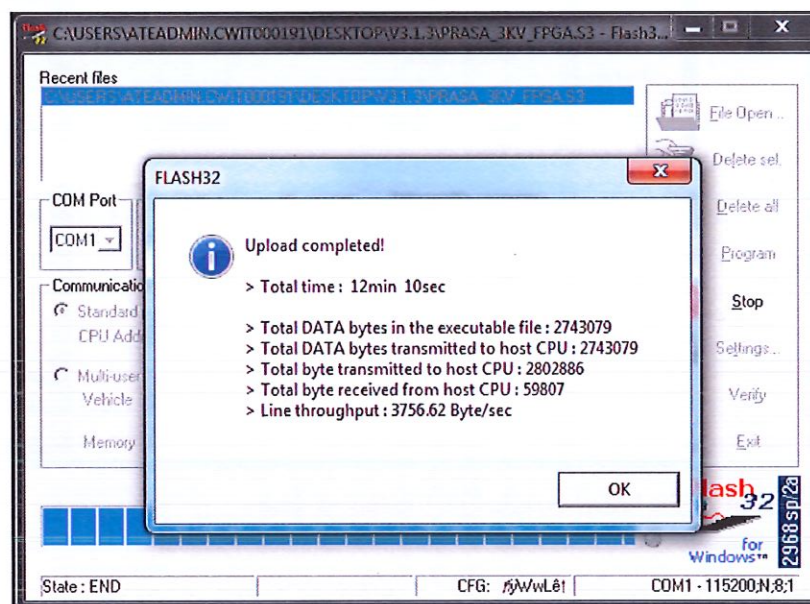 C:\USERS\ATEADMIN.CWIT000191\DESKTOP\V3.1.3\PRASA_3KV_FPGA.S3 - Flash3...
Recent files
C:\USERS\ATEADMIN.CWIT000191\DESKTOP\V3.1.3\PRASA_3KV_FPGA.S3
File Open ..
Delete sel.
Delete all
Program
Stop
Settings...
Verify
Exit
COM Port
COM1
Communicatio
Standard
CPU Add
Multi-user
Vehicle
Memory
FLASH32
Upload completed!
> Total time : 12min 10sec
> Total DATA bytes in the executable file : 2743079
> Total DATA bytes transmitted to host CPU : 2743079
> Total byte transmitted to host CPU : 2802886
> Total byte received from host CPU : 59807
> Line throughput : 3756.62 Byte/sec
OK
lash
32
for
Windows™
2968 sp/2a
State : END
CFG:
COM1 - 115200,N,8,1